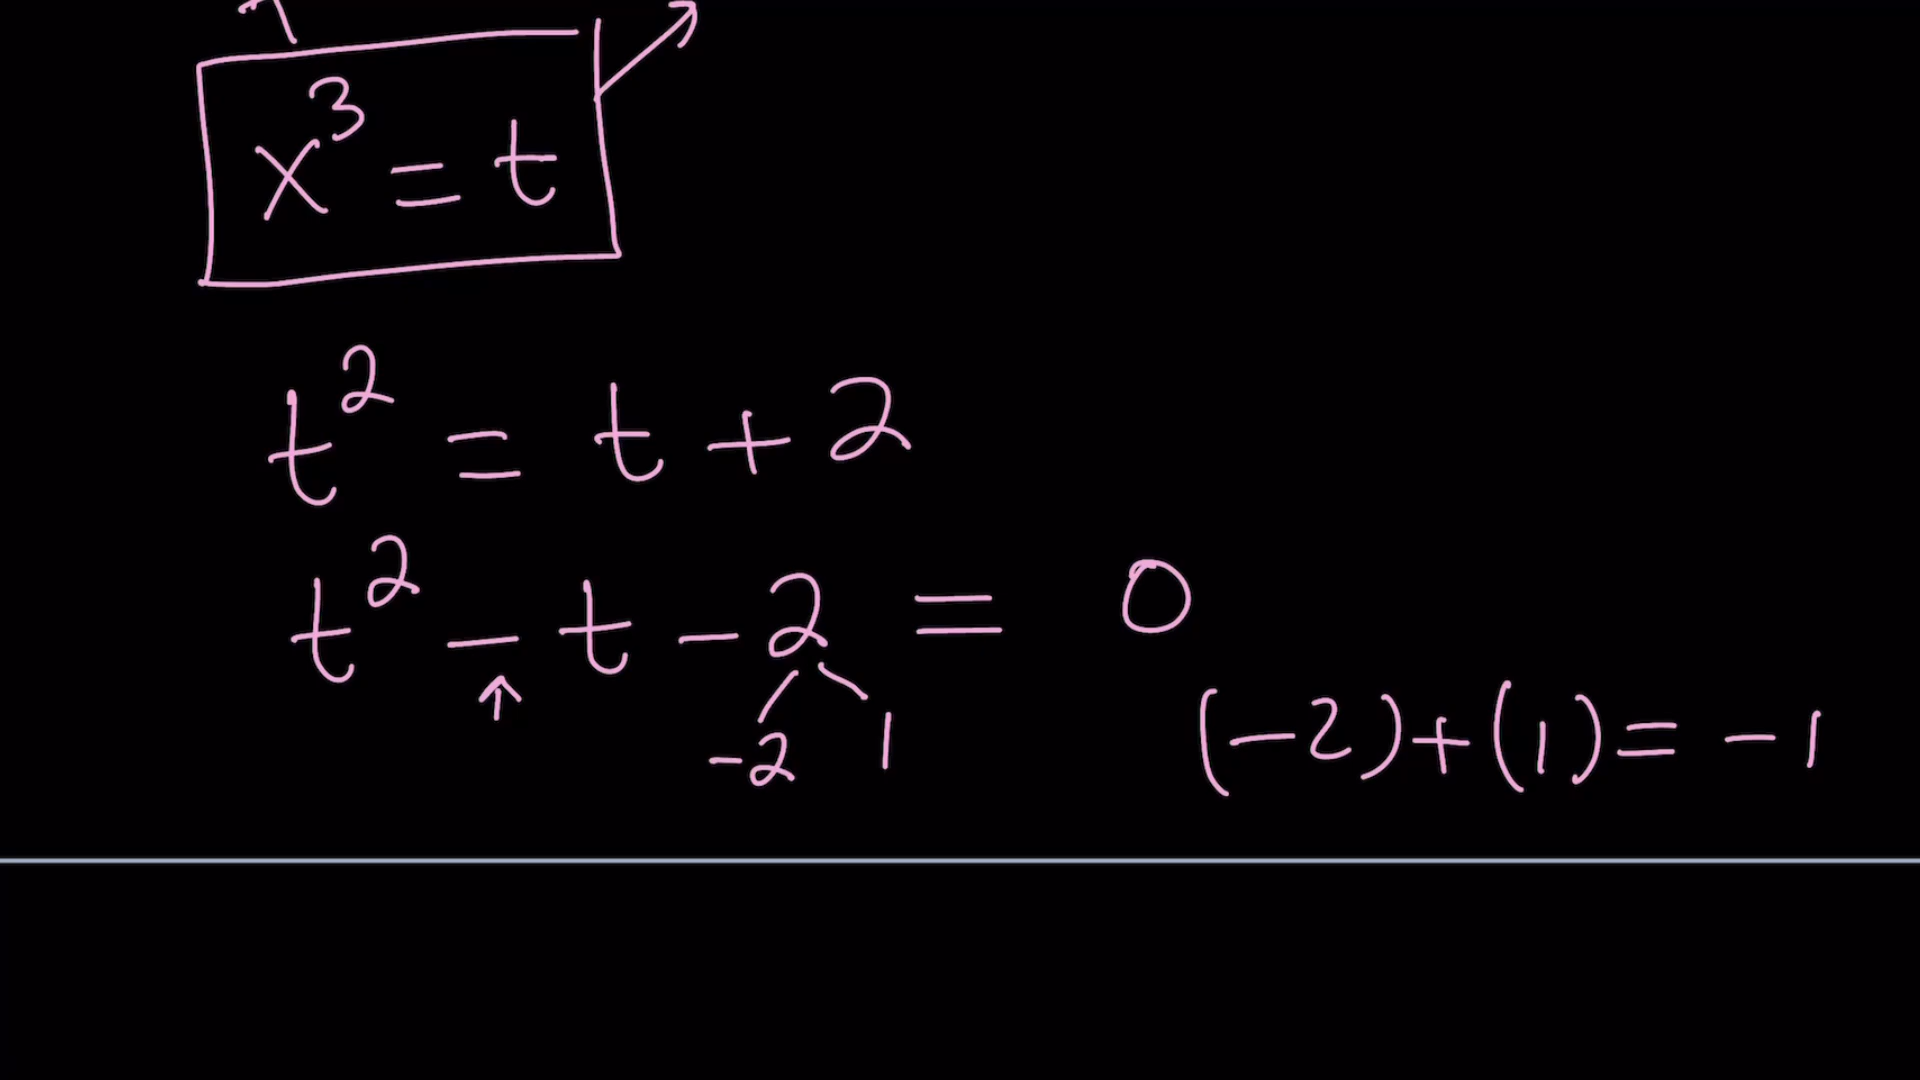 x³ = t
t² = t + 2
t² - t - 2 = 0
-2 1
(-2)+(1)= -1